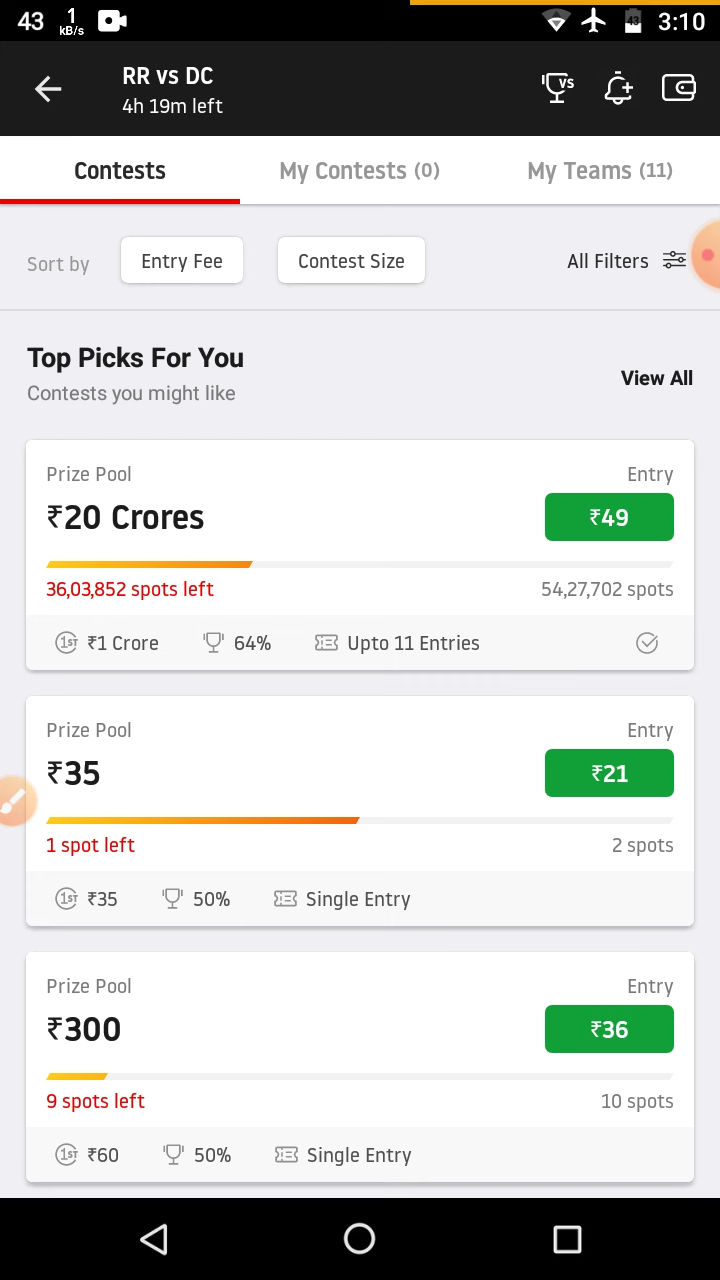 43 1 kB/s 43 3:10
RR vs DC
4h 19m left
VS
Contests My Contests (0) My Teams (11)
Sort by Entry Fee Contest Size All Filters
Top Picks For You
Contests you might like
View All
Prize Pool Entry
₹20 Crores ₹49
36,03,852 spots left 54,27,702 spots
1ST ₹1 Crore 64% Upto 11 Entries
Prize Pool Entry
₹35 ₹21
1 spot left 2 spots
1ST ₹35 50% Single Entry
Prize Pool Entry
₹300 ₹36
9 spots left 10 spots
1ST ₹60 50% Single Entry